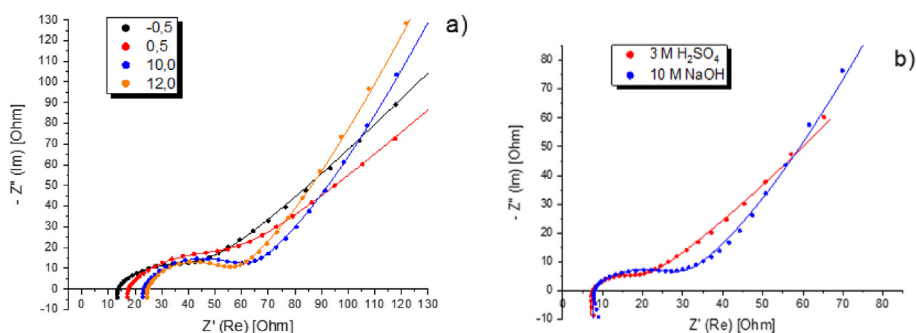 a)
-0,5
0,5
10,0
12,0
- Z" (Im) [Ohm]
130
120
110
100
90
80
70
60
50
40
30
20
10
0
-10
0 10 20 30 40 50 60 70 80 90 100 110 120 130
Z' (Re) [Ohm]
b)
3 M H₂SO₄
10 M NaOH
- Z" (Im) [Ohm]
80
70
60
50
40
30
20
10
0
-10
0 10 20 30 40 50 60 70 80
Z' (Re) [Ohm]